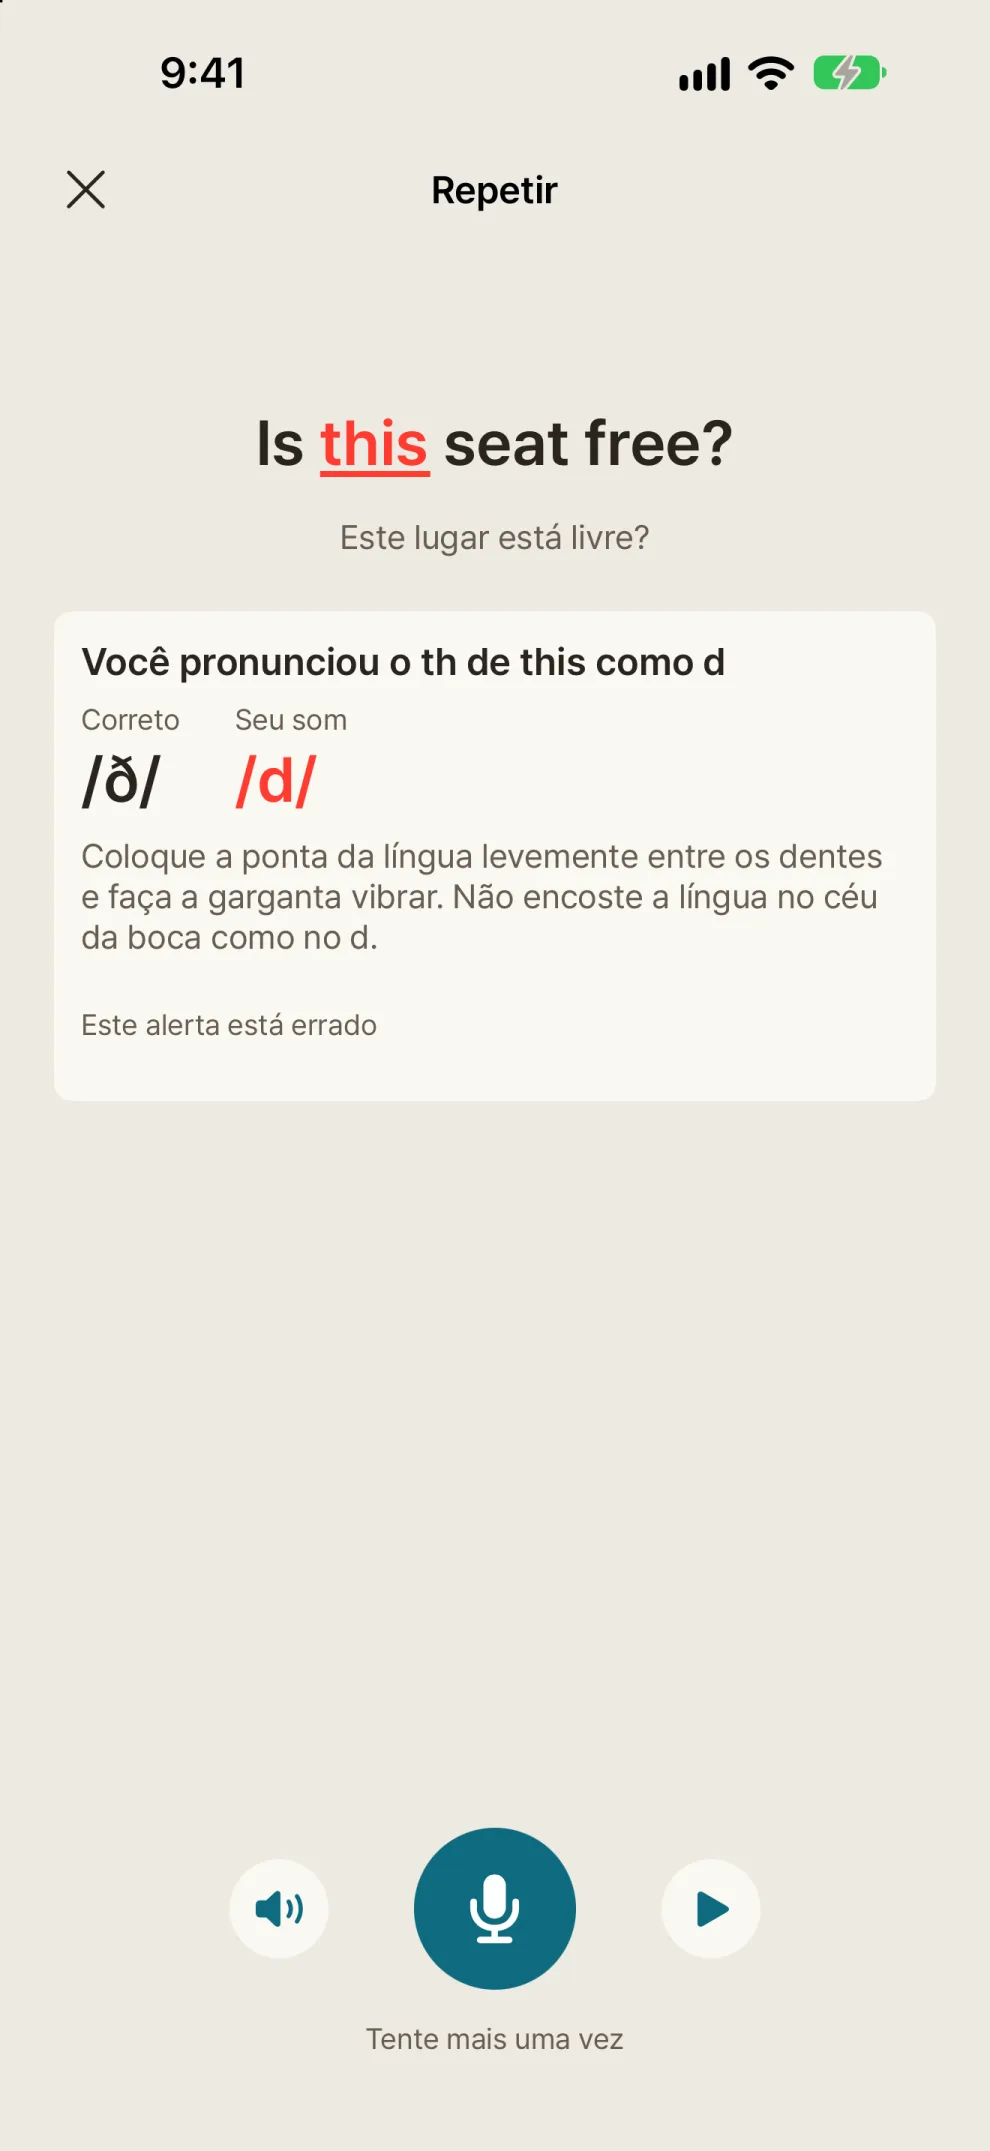 9:41
Repetir
Is this seat free?
Este lugar está livre?
Você pronunciou o th de this como d
Correto Seu som
/ð/ /d/
Coloque a ponta da língua levemente entre os dentes
e faça a garganta vibrar. Não encoste a língua no céu
da boca como no d.
Este alerta está errado
Tente mais uma vez